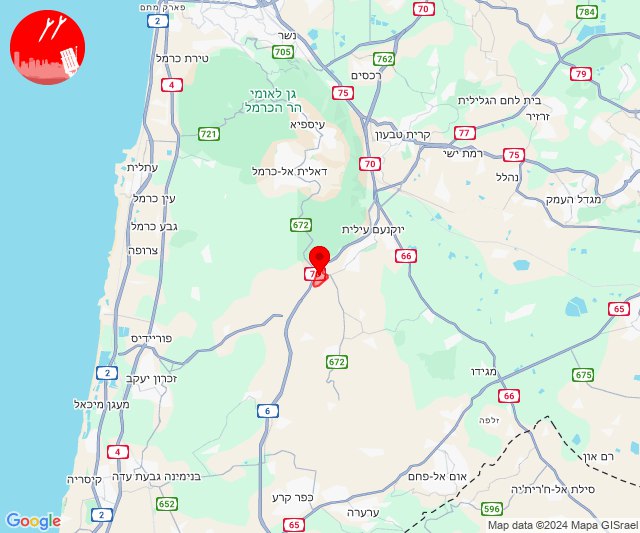 פארק מתם
2
70
784
נשר
705
762
טירת כרמל
רכסים
79
4
75
בית לחם הגלילית
גן לאומי
הר הכרמל
זרזיר
עיספיא
721
77
קרית טבעון
רמת ישי
75
70
עתלית
דאלית אל-כרמל
נהלל
עין כרמל
מגדל העמק
גבע כרמל
672
יוקנעם עילית
צרופה
66
70
65
פוריידיס
672
2
מגידו
675
זכרון יעקב
66
מעגן מיכאל
6
זלפה
4
רם און
קיסריה
בנימינה גבעת עדה
אום אל-פחם
סילת אל-ח'רית'יה
652
כפר קרע
596
2
65
ערערה
Google
Map data ©2024 Mapa GISrael